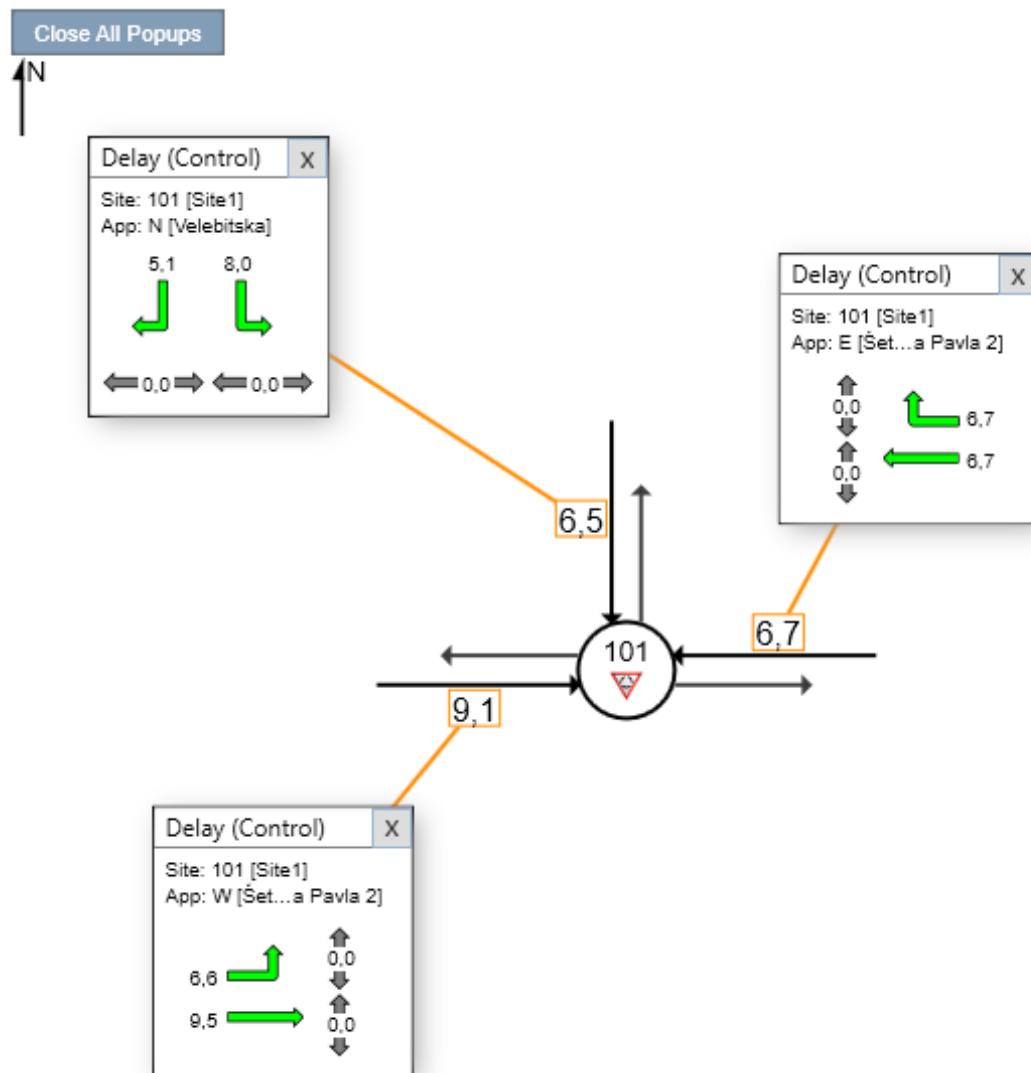 Close All Popups
N
Delay (Control) X
Site: 101 [Site1]
App: N [Velebitska]
5,1 8,0
0,0 0,0
Delay (Control) X
Site: 101 [Site1]
App: E [Šet...a Pavla 2]
0,0 6,7
0,0 6,7
6,5
6,7
101
9,1
Delay (Control) X
Site: 101 [Site1]
App: W [Šet...a Pavla 2]
6,6 0,0
9,5 0,0